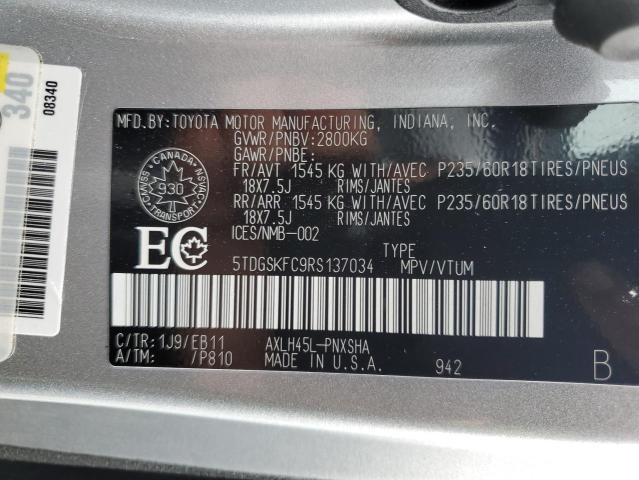 340
08340
MFD.BY:TOYOTA MOTOR MANUFACTURING, INDIANA, INC.
GVWR/PNBV:2800KG
GAWR/PNBE:
FR/AVT 1545 KG WITH/AVEC P235/60R18TIRES/PNEUS
18X7.5J RIMS/JANTES
RR/ARR 1545 KG WITH/AVEC P235/60R18TIRES/PNEUS
18X7.5J RIMS/JANTES
CANADA
930
TRANSPORT
ICES/NMB-002
EC
TYPE
5TDGSKFC9RS137034 MPV/VTUM
C/TR:1J9/EB11 AXLH45L-PNXSHA
A/TM: /P810 MADE IN U.S.A. 942 B